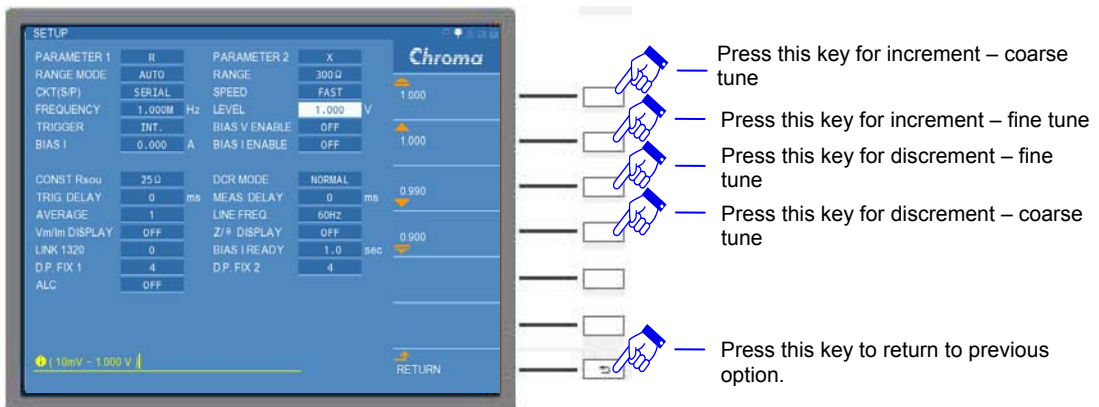 SETUP
Chroma
PARAMETER 1 R PARAMETER 2 X
RANGE MODE AUTO RANGE 300 Ω
CKT(S/P) SERIAL SPEED FAST
FREQUENCY 1.000M Hz LEVEL 1.000 V
TRIGGER INT. BIAS V ENABLE OFF
BIAS I 0.000 A BIAS I ENABLE OFF
CONST Rsou 25 Ω DCR MODE NORMAL
TRIG. DELAY 0 ms MEAS. DELAY 0 ms
AVERAGE 1 LINE FREQ. 60HZ
Vm/Im DISPLAY OFF Z/θ DISPLAY OFF
LINK 1320 0 BIAS I READY 1.0 sec
D.P. FIX 1 4 D.P. FIX 2 4
ALC OFF
( 10mV ~ 1.000 V )
1.000
1.000
0.990
0.900
RETURN
Press this key for increment – coarse
tune
Press this key for increment – fine tune
Press this key for discrement – fine
tune
Press this key for discrement – coarse
tune
Press this key to return to previous
option.